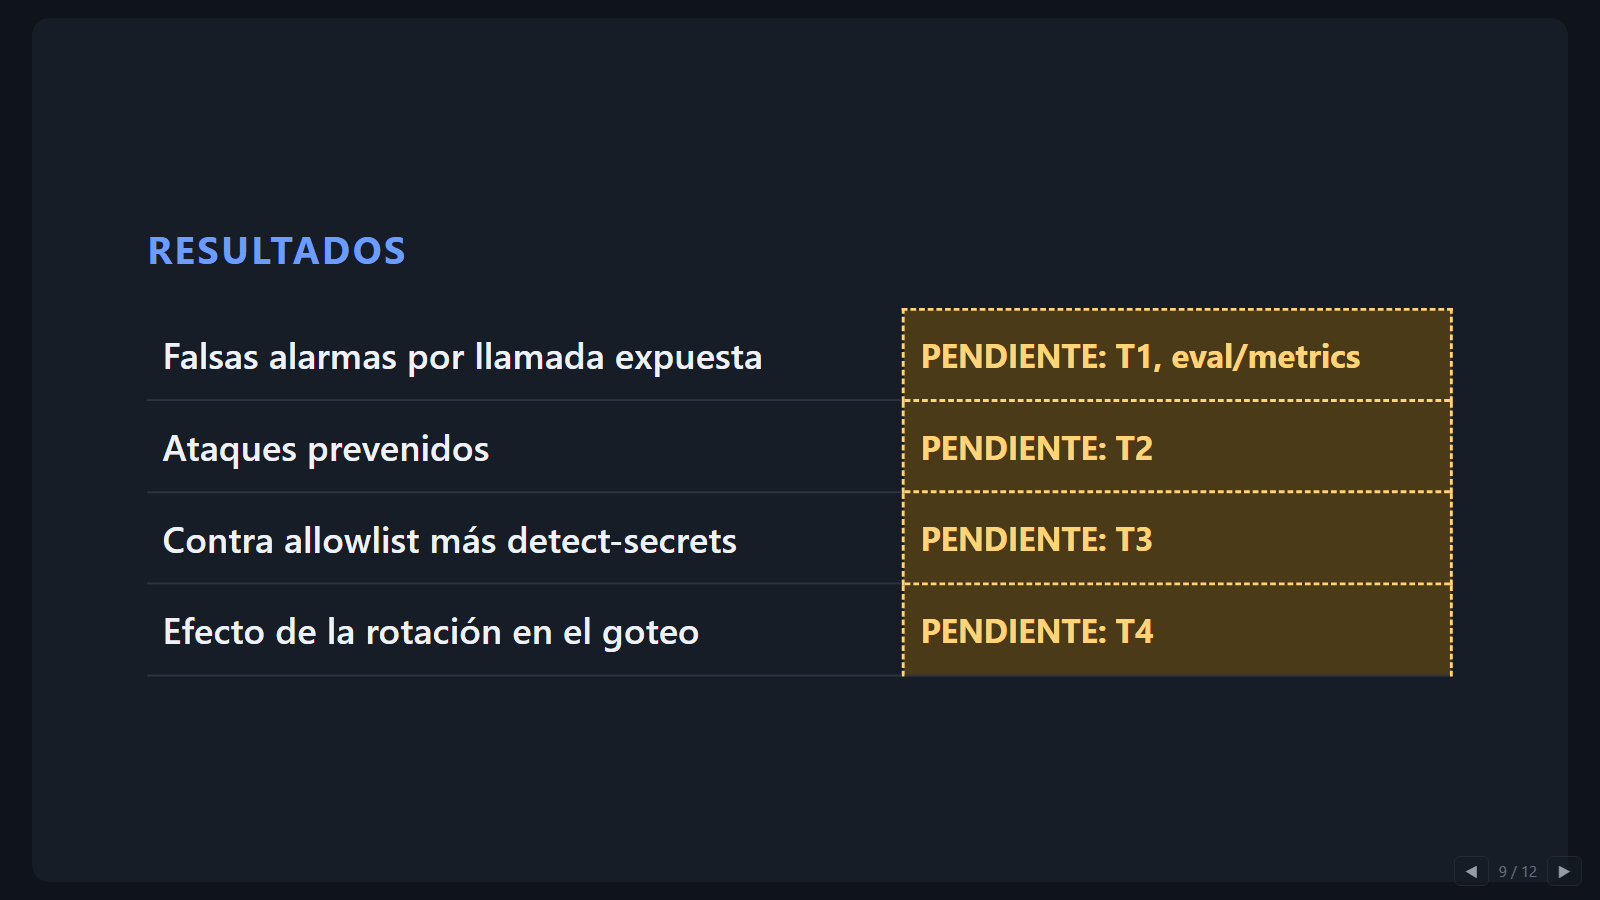 RESULTADOS
Falsas alarmas por llamada expuesta PENDIENTE: T1, eval/metrics
Ataques prevenidos PENDIENTE: T2
Contra allowlist más detect-secrets PENDIENTE: T3
Efecto de la rotación en el goteo PENDIENTE: T4
◀ 9 / 12 ▶